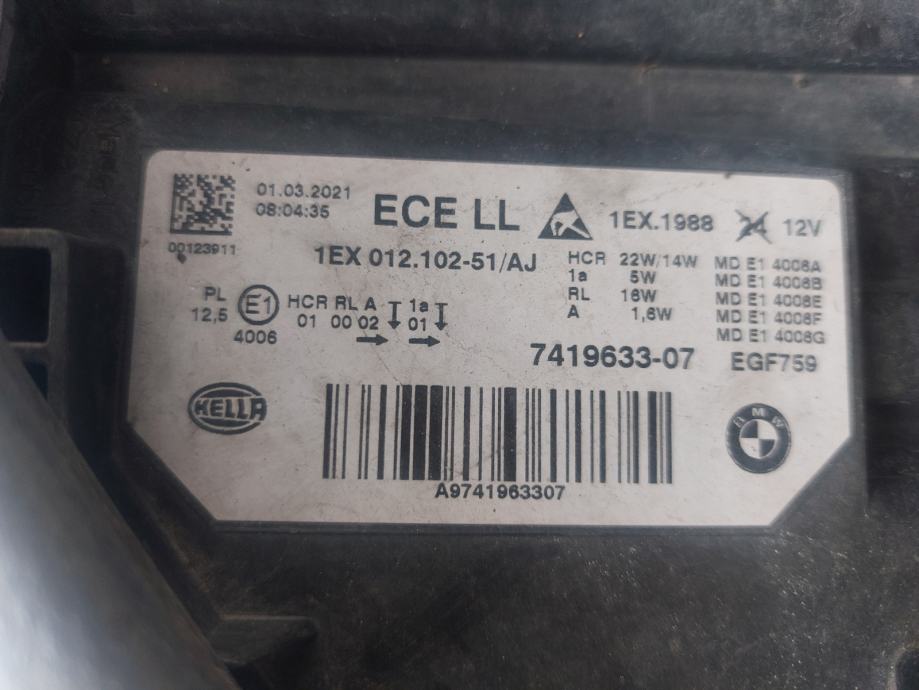 01.03.2021
08:04:35
00123911
ECE LL
1EX.1988 24 12V
1EX 012.102-51/AJ
HCR 22W/14W
1a 5W
RL 16W
A 1,6W
MD E1 4008A
MD E1 4008B
MD E1 4008E
MD E1 4008F
MD E1 4008G
PL
12,5
E1
4006
HCR RL A 1a
01 00 02 01
7419633-07
EGF759
HELLA
BMW
A9741963307